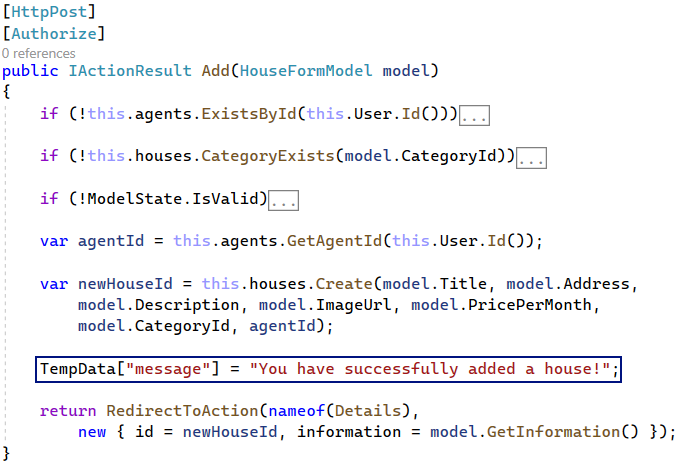 [HttpPost]
[Authorize]
0 references
public IActionResult Add(HouseFormModel model)
{
if (!this.agents.ExistsById(this.User.Id()))...
if (!this.houses.CategoryExists(model.CategoryId))...
if (!ModelState.IsValid)...
var agentId = this.agents.GetAgentId(this.User.Id());
var newHouseId = this.houses.Create(model.Title, model.Address,
model.Description, model.ImageUrl, model.PricePerMonth,
model.CategoryId, agentId);
TempData["message"] = "You have successfully added a house!";
return RedirectToAction(nameof(Details),
new { id = newHouseId, information = model.GetInformation() });
}